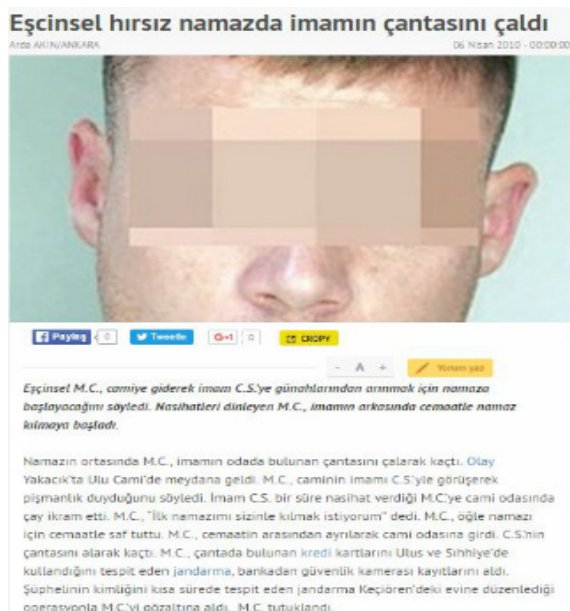 Eşcinsel hırsız namazda imamın çantasını çaldı
Arda AKIN/ANKARA
06 Nisan 2010 - 00:00:00
Paylaş 0
Tweetle
G+1 0
CROPY
- A +
Yorum yaz
Eşcinsel M.C., camiye giderek imam C.S.'ye günahlarından arınmak için namaza
başlayacağını söyledi. Nasihatleri dinleyen M.C., imamın arkasında cemaatle namaz
kılmaya başladı.
Namazın ortasında M.C., imamın odada bulunan çantasını çalarak kaçtı. Olay
Yakacık'ta Ulu Cami'de meydana geldi. M.C., caminin imamı C.S.'yle görüşerek
pişmanlık duyduğunu söyledi. İmam C.S. bir süre nasihat verdiği M.C.'ye cami odasında
çay ikram etti. M.C., "İlk namazımı sizinle kılmak istiyorum" dedi. M.C., öğle namazı
için cemaatle saf tuttu. M.C., cemaatin arasından ayrılarak cami odasına girdi. C.S.'nin
çantasını alarak kaçtı. M.C., çantada bulunan kredi kartlarını Ulus ve Sıhhiye'de
kullandığını tespit eden jandarma, bankadan güvenlik kamerası kayıtlarını aldı.
Şüphelinin kimliğini kısa sürede tespit eden jandarma Keçiören'deki evine düzenlediği
operasyonla M.C.'yi gözaltına aldı. M.C. tutuklandı.